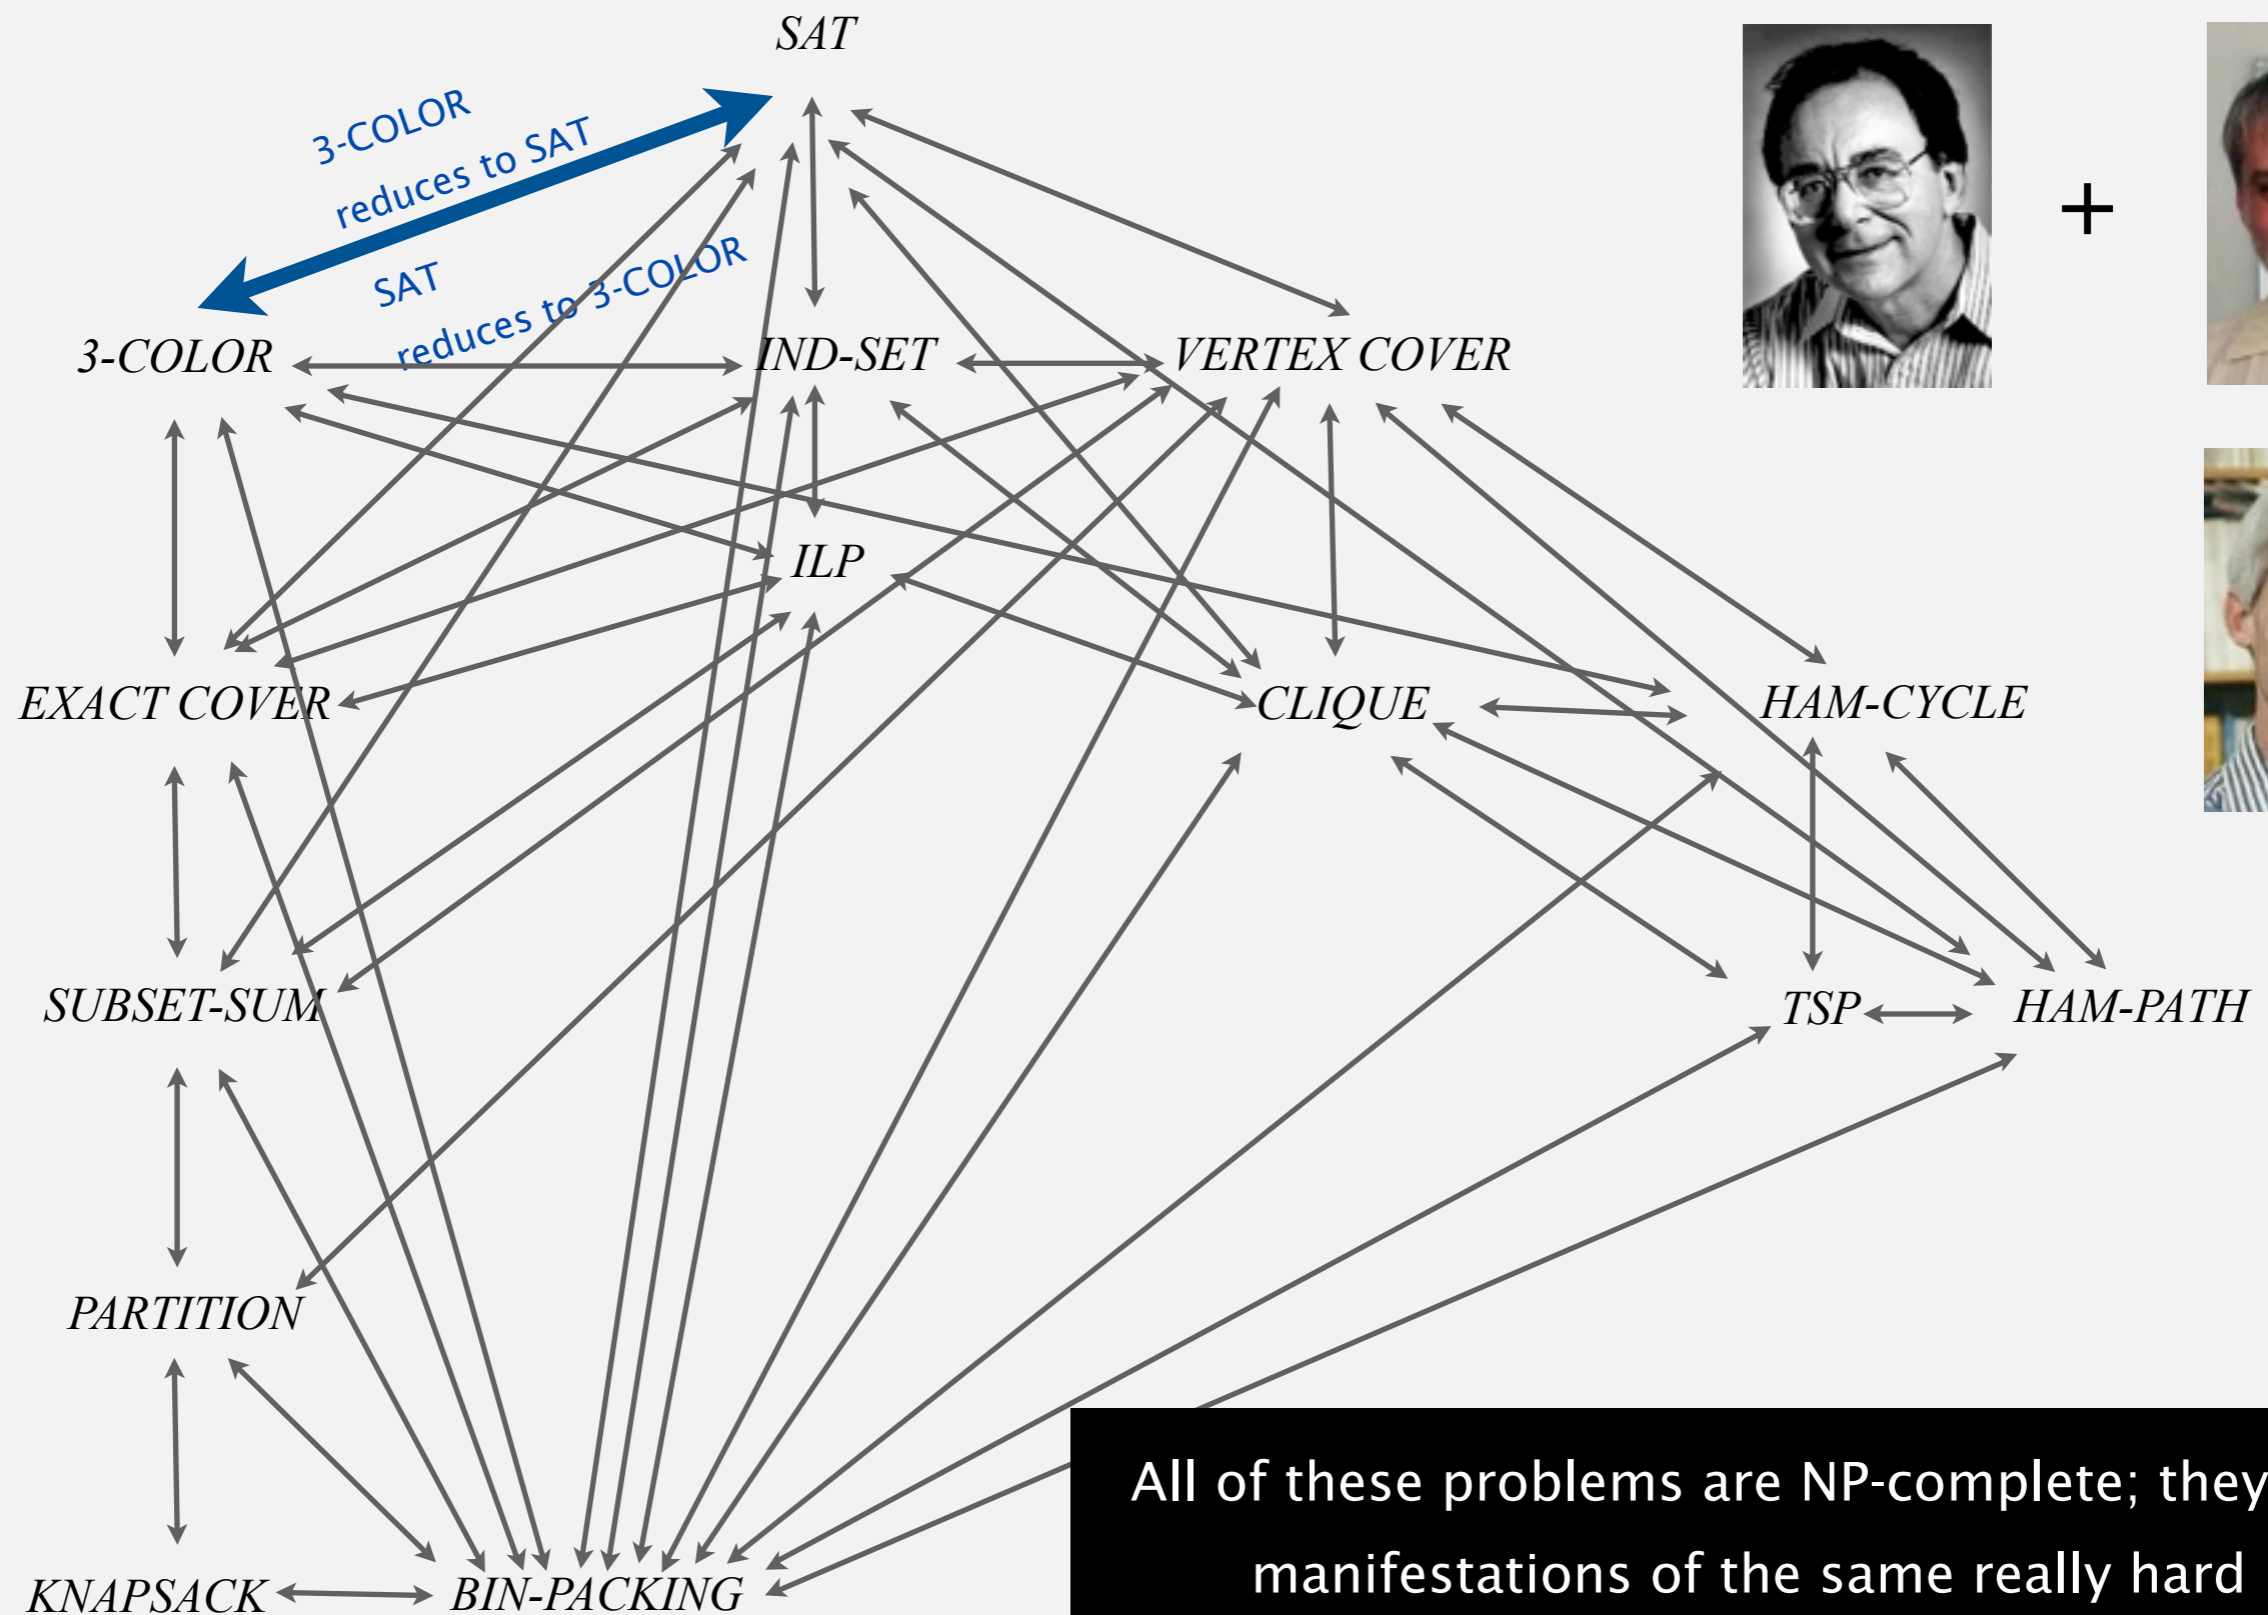 SAT
3-COLOR
reduces to SAT
SAT
reduces to 3-COLOR
+
3-COLOR
IND-SET
VERTEX COVER
ILP
EXACT COVER
CLIQUE
HAM-CYCLE
SUBSET-SUM
TSP
HAM-PATH
PARTITION
KNAPSACK
BIN-PACKING
All of these problems are NP-complete; they
manifestations of the same really hard